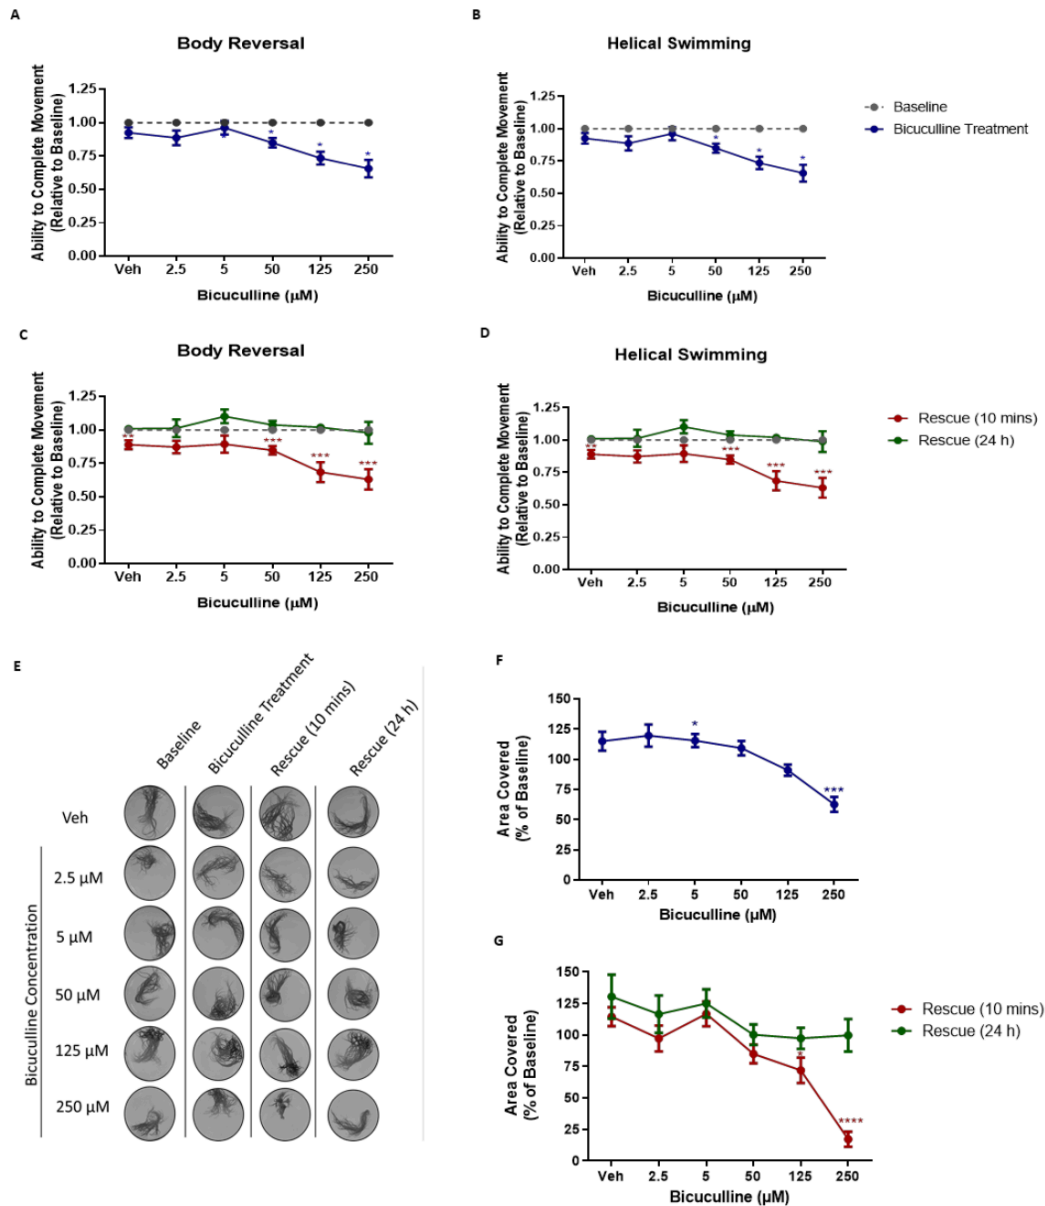 A
Body Reversal
Ability to Complete Movement
(Relative to Baseline)
1.25
1.00
0.75
0.50
0.25
0.00
*
*
*
Veh 2.5 5 50 125 250
Bicuculline (µM)
B
Helical Swimming
Ability to Complete Movement
(Relative to Baseline)
1.25
1.00
0.75
0.50
0.25
0.00
*
*
*
Veh 2.5 5 50 125 250
Bicuculline (µM)
Baseline
Bicuculline Treatment
C
Body Reversal
Ability to Complete Movement
(Relative to Baseline)
1.25
1.00
0.75
0.50
0.25
0.00
**
***
***
***
Veh 2.5 5 50 125 250
Bicuculline (µM)
D
Helical Swimming
Ability to Complete Movement
(Relative to Baseline)
1.25
1.00
0.75
0.50
0.25
0.00
**
***
***
***
Veh 2.5 5 50 125 250
Bicuculline (µM)
Rescue (10 mins)
Rescue (24 h)
E
Baseline
Bicuculline Treatment
Rescue (10 mins)
Rescue (24 h)
Veh
Bicuculline Concentration
2.5 µM
5 µM
50 µM
125 µM
250 µM
F
Area Covered
(% of Baseline)
150
125
100
75
50
25
0
*
***
Veh 2.5 5 50 125 250
Bicuculline (µM)
G
Area Covered
(% of Baseline)
150
125
100
75
50
25
0
*
****
Veh 2.5 5 50 125 250
Bicuculline (µM)
Rescue (10 mins)
Rescue (24 h)